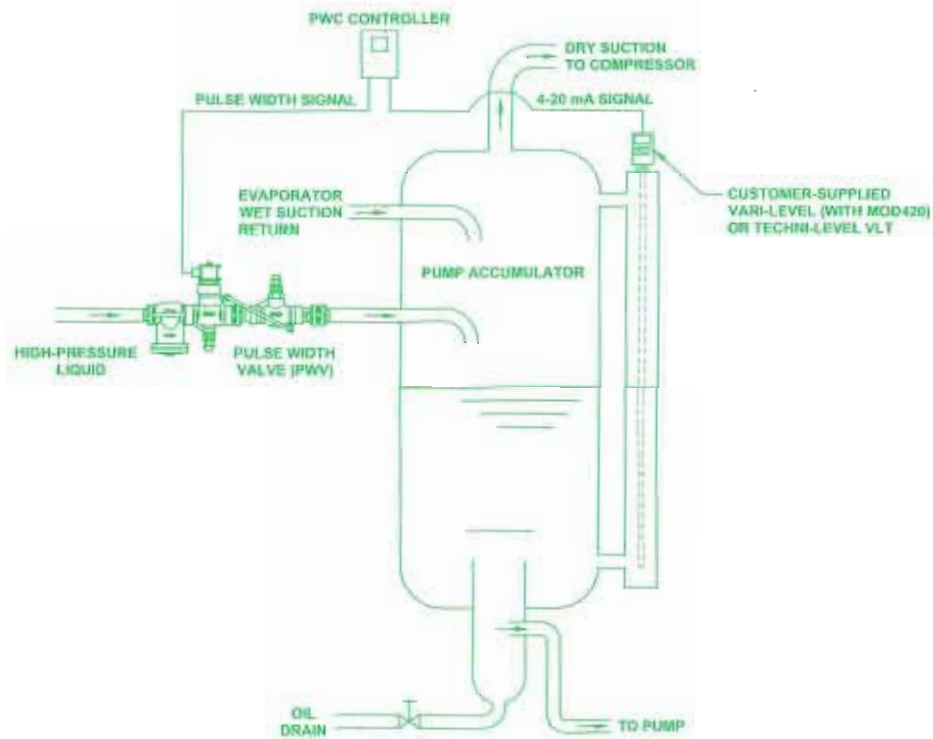 PWC CONTROLLER
DRY SUCTION
TO COMPRESSOR
PULSE WIDTH SIGNAL
4-20 mA SIGNAL
EVAPORATOR
WET SUCTION
RETURN
CUSTOMER-SUPPLIED
VARI-LEVEL (WITH MOD420)
OR TECHNI-LEVEL VLT
PUMP ACCUMULATOR
HIGH-PRESSURE
LIQUID
PULSE WIDTH
VALVE (PWV)
OIL
DRAIN
TO PUMP